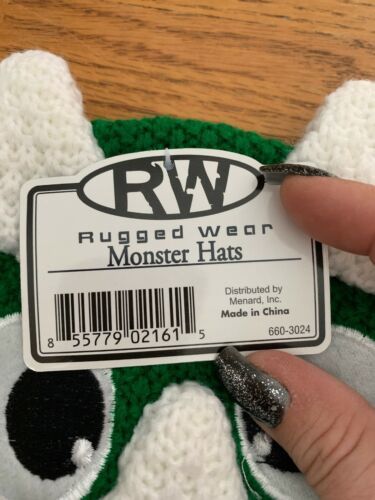 RW
Rugged Wear
Monster Hats
Distributed by
Menard, Inc.
Made in China
8 55779 02161 5
660-3024